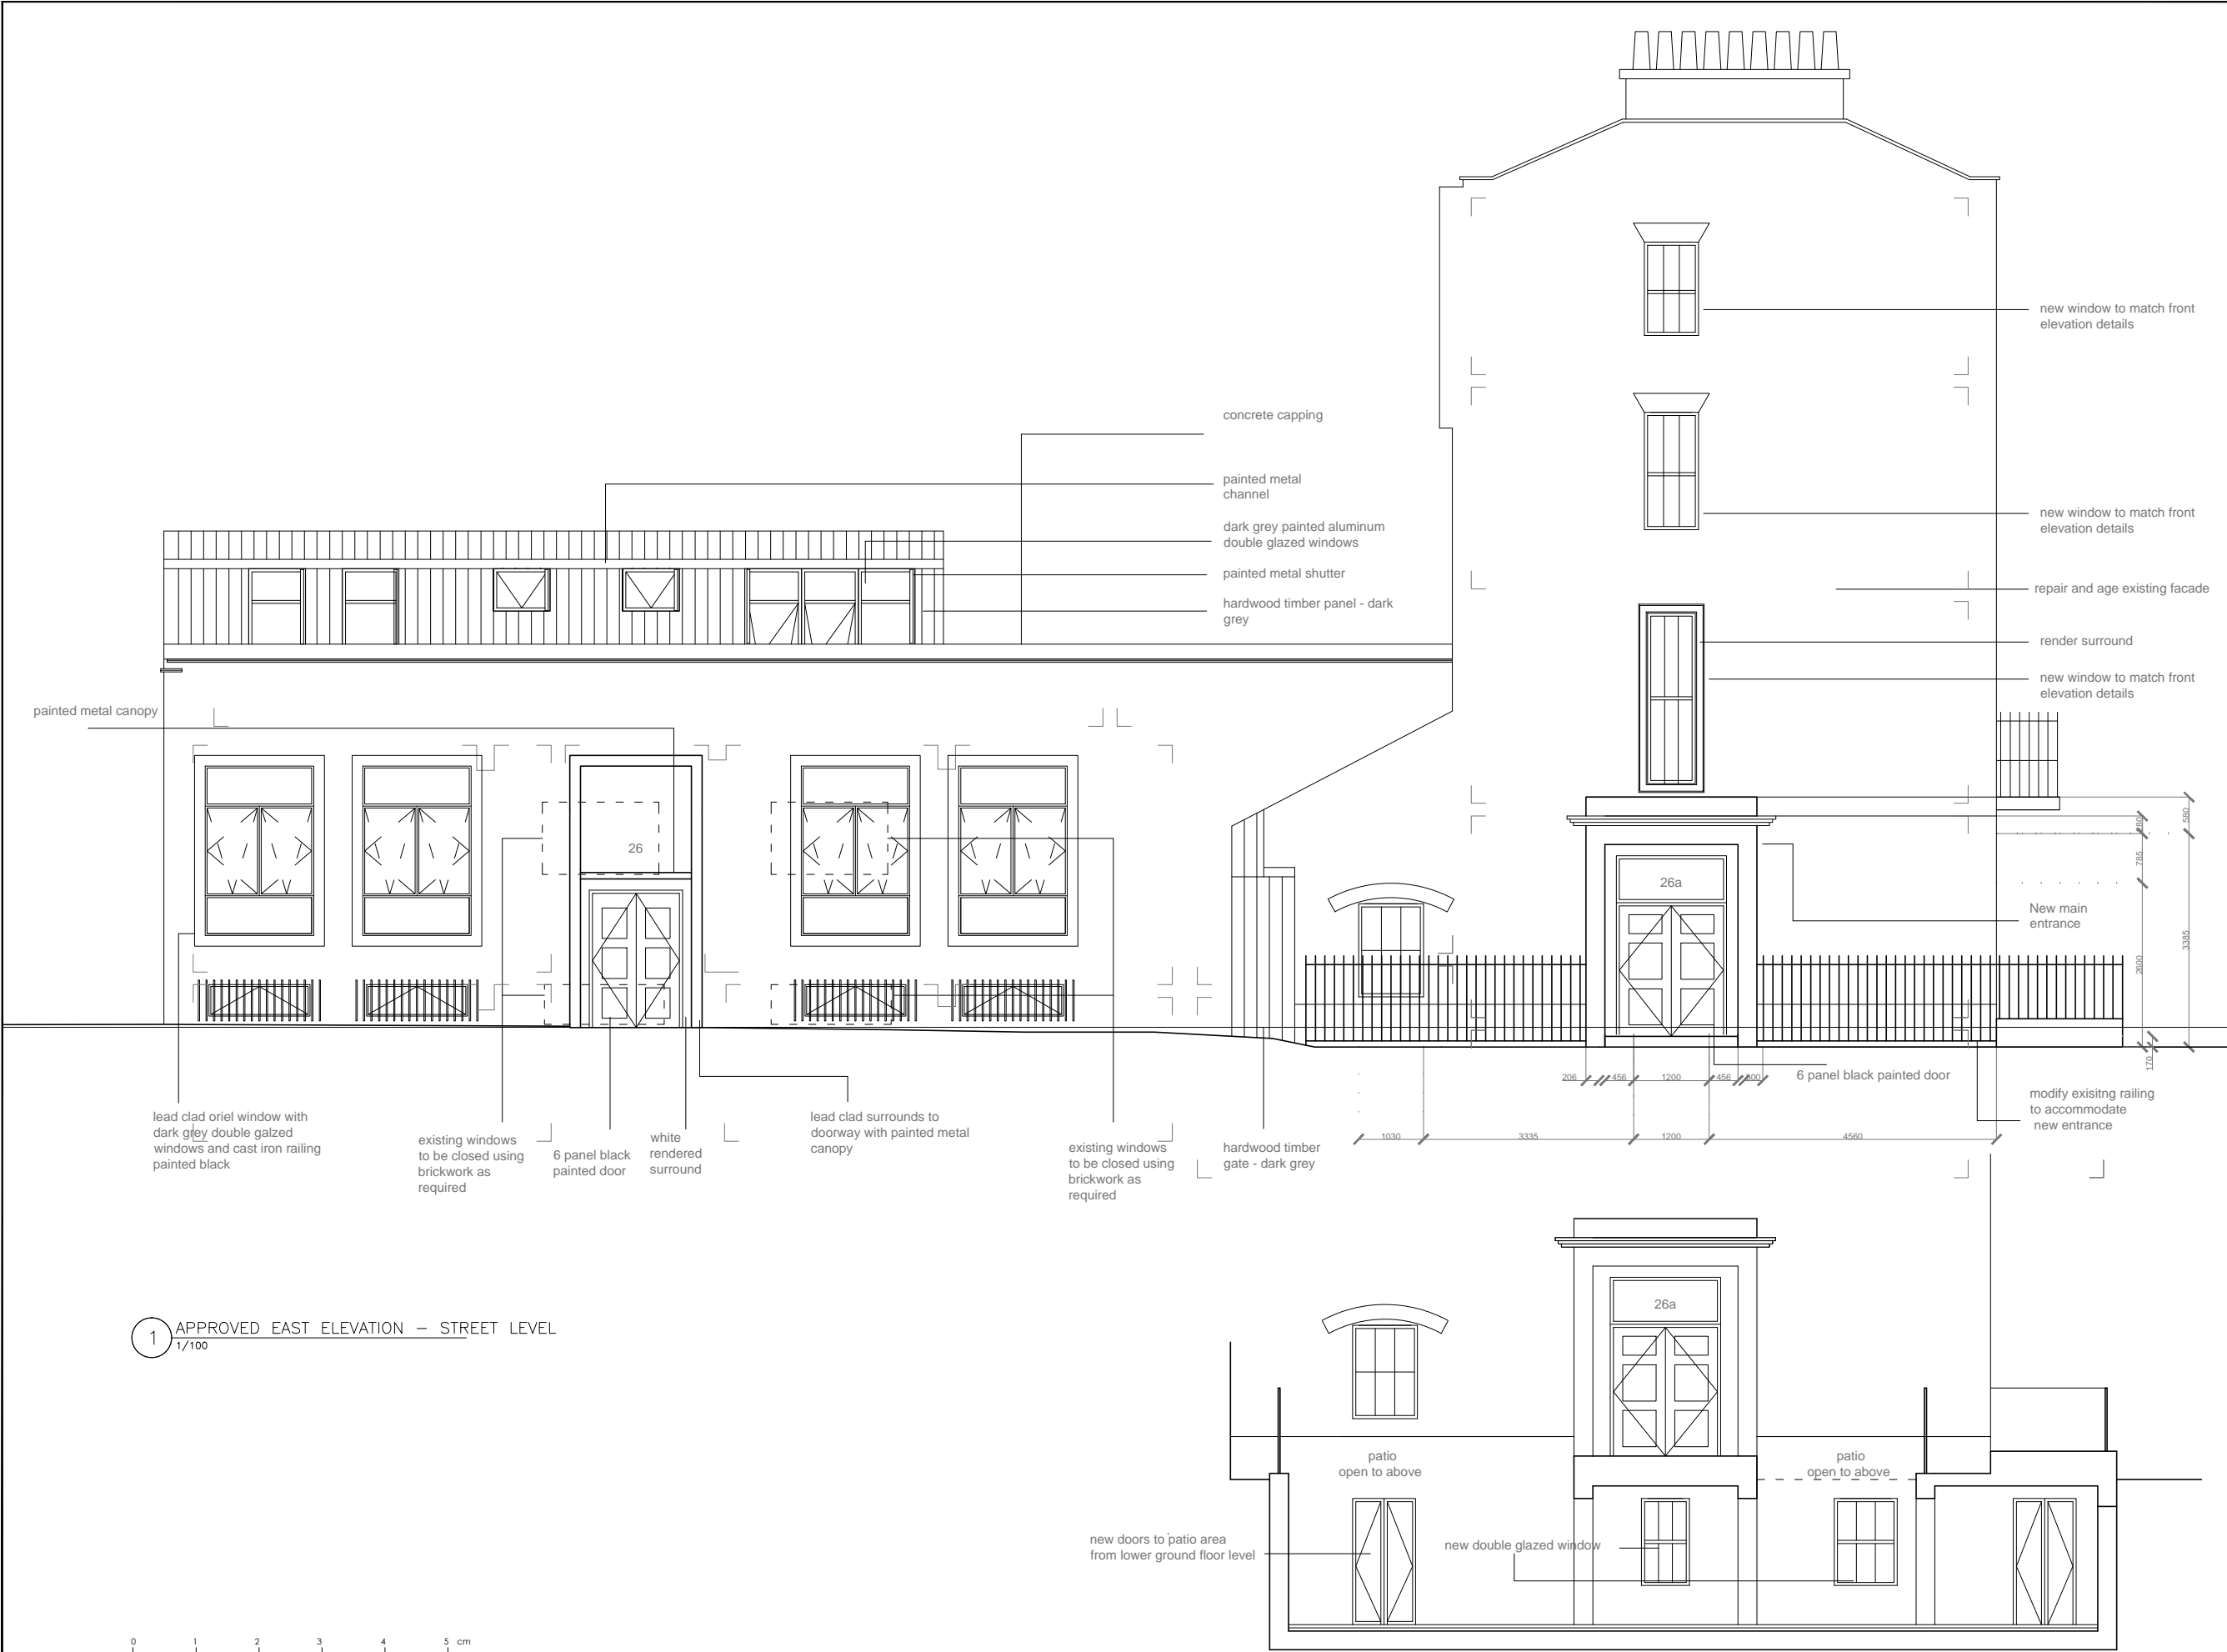 new window to match front
elevation details
concrete capping
painted metal
channel
new window to match front
elevation details
dark grey painted aluminum
double glazed windows
painted metal shutter
repair and age existing facade
hardwood timber panel - dark
grey
render surround
new window to match front
elevation details
painted metal canopy
580
280
785
26
26a
New main
entrance
3385
2600
170
206
456
1200
456
300
6 panel black painted door
modify exisitng railing
to accommodate
new entrance
lead clad oriel window with
dark grey double galzed
windows and cast iron railing
painted black
existing windows
to be closed using
brickwork as
required
6 panel black
painted door
white
rendered
surround
lead clad surrounds to
doorway with painted metal
canopy
existing windows
to be closed using
brickwork as
required
hardwood timber
gate - dark grey
1030
3335
1200
4560
1 APPROVED EAST ELEVATION – STREET LEVEL
1/100
26a
patio
open to above
patio
open to above
new doors to patio area
from lower ground floor level
new double glazed window
0 1 2 3 4 5 cm